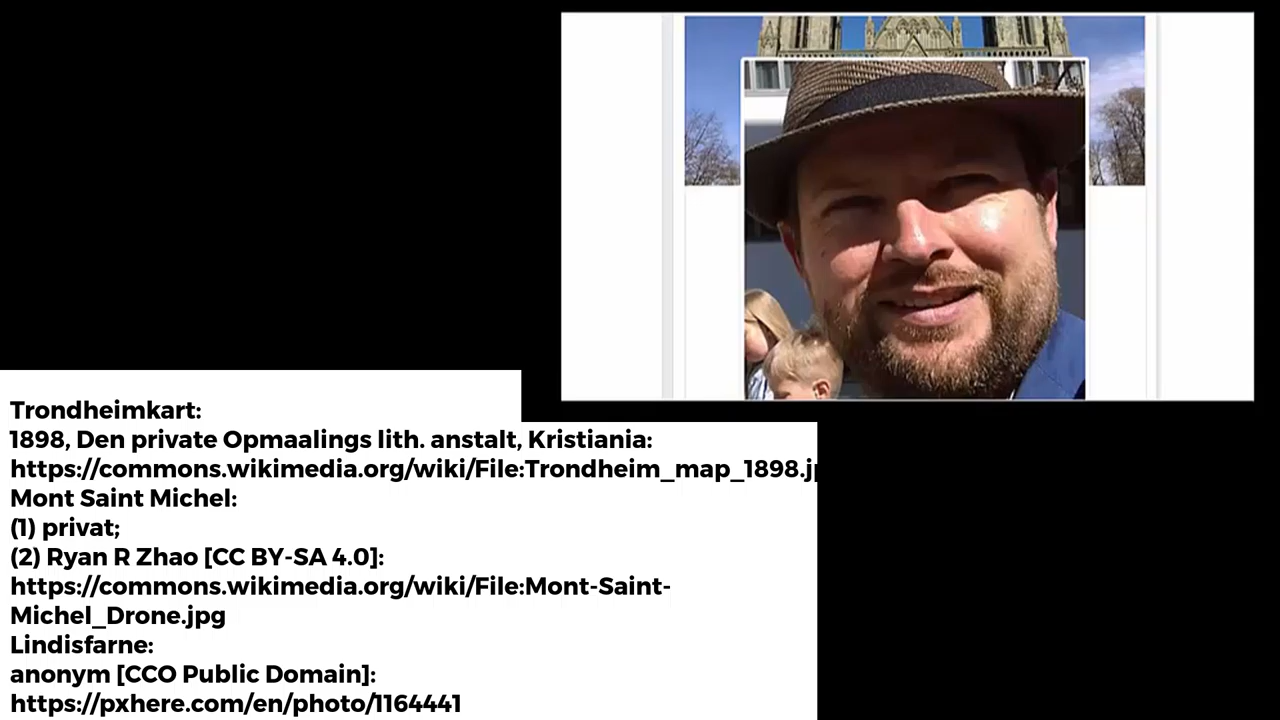 Trondheimkart:
1898, Den private Opmaalings lith. anstalt, Kristiania:
https://commons.wikimedia.org/wiki/File:Trondheim_map_1898.jp
Mont Saint Michel:
(1) privat;
(2) Ryan R Zhao [CC BY-SA 4.0]:
https://commons.wikimedia.org/wiki/File:Mont-Saint-
Michel_Drone.jpg
Lindisfarne:
anonym [CCO Public Domain]:
https://pxhere.com/en/photo/1164441